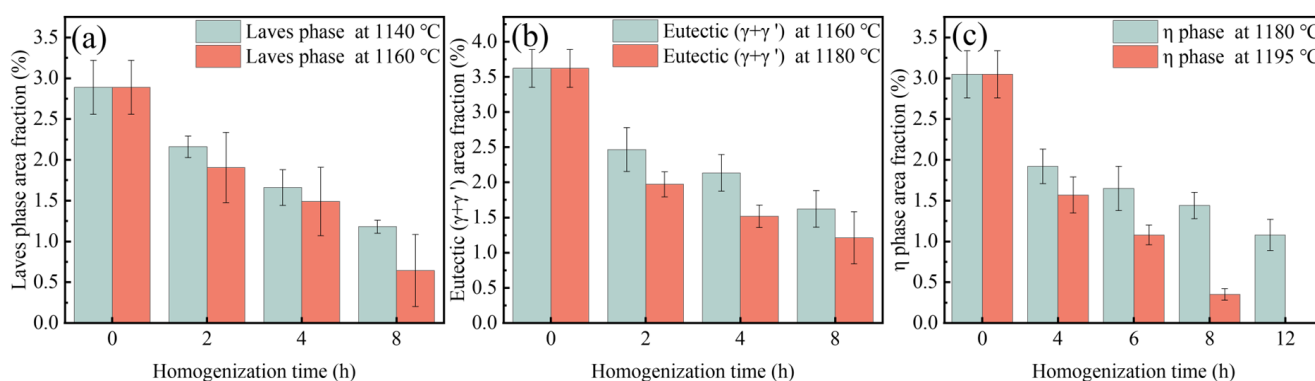 (a)
Laves phase at 1140 ℃
Laves phase at 1160 ℃
Laves phase area fraction (%)
3.5
3.0
2.5
2.0
1.5
1.0
0.5
0.0
0 2 4 8
Homogenization time (h)
(b)
Eutectic (γ+γ') at 1160℃
Eutectic (γ+γ') at 1180℃
Eutectic (γ+γ') area fraction (%)
4.0
3.5
3.0
2.5
2.0
1.5
1.0
0.5
0.0
0 2 4 8
Homogenization time (h)
(c)
η phase at 1180 ℃
η phase at 1195 ℃
η phase area fraction (%)
3.5
3.0
2.5
2.0
1.5
1.0
0.5
0.0
0 4 6 8 12
Homogenization time (h)